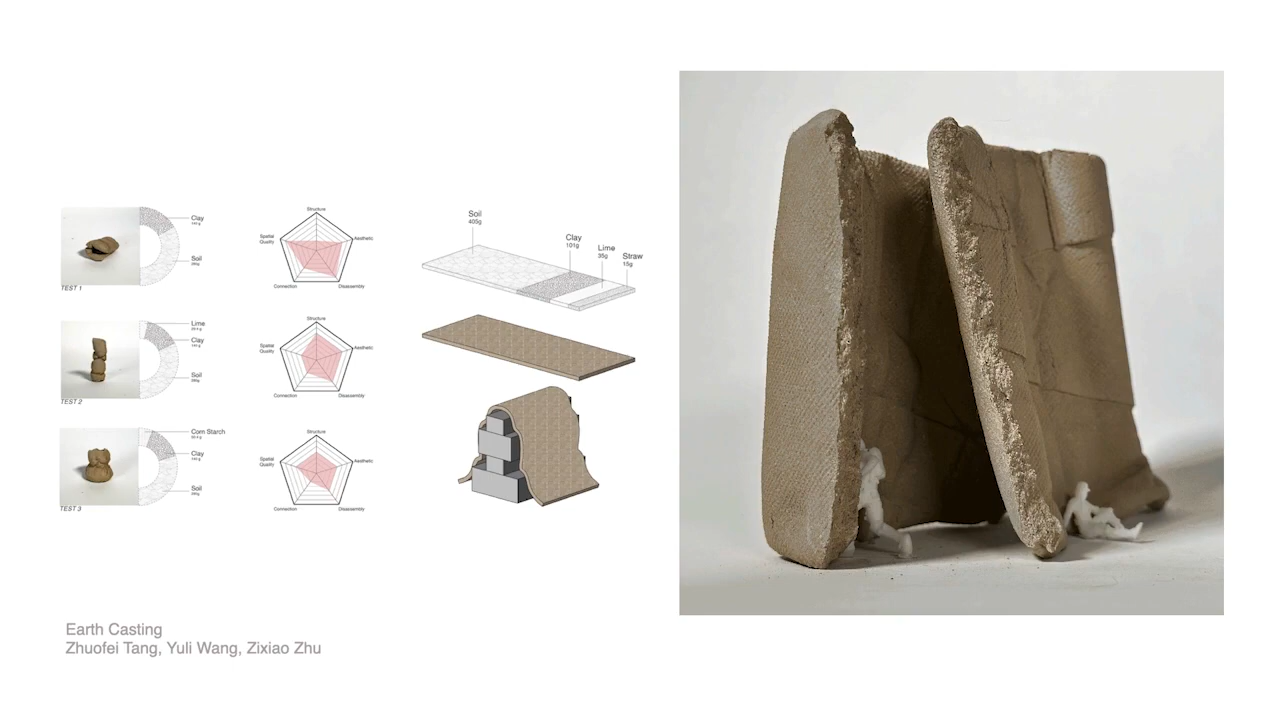 Clay
Soil
TEST 1
Structure
Spatial
Quality
Aesthetic
Connection
Disassembly
Lime
Clay
Soil
TEST 2
Structure
Spatial
Quality
Aesthetic
Connection
Disassembly
Corn Starch
Clay
Soil
TEST 3
Structure
Spatial
Quality
Aesthetic
Connection
Disassembly
Soil
405g
Clay
101g
Lime
35g
Straw
15g
Earth Casting
Zhuofei Tang, Yuli Wang, Zixiao Zhu